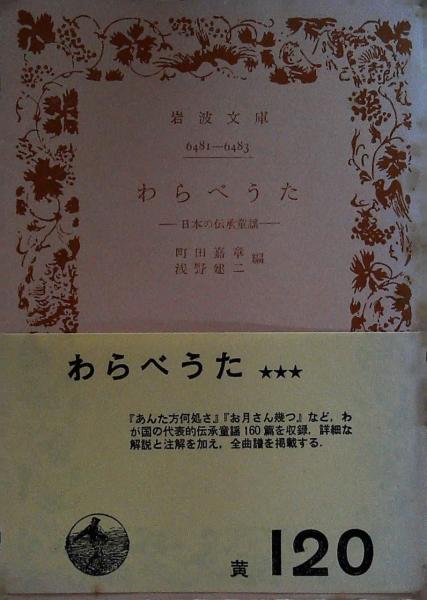 岩波文庫
6481—6483
わらべうた
—日本の伝承童謡—
町田嘉章
浅野建二 編
わらべうた ★★★
『あんた方何処さ』『お月さん幾つ』など，わ
が国の代表的伝承童謡160篇を収録．詳細な
解説と注解を加え，全曲譜を掲載する．
黄 120